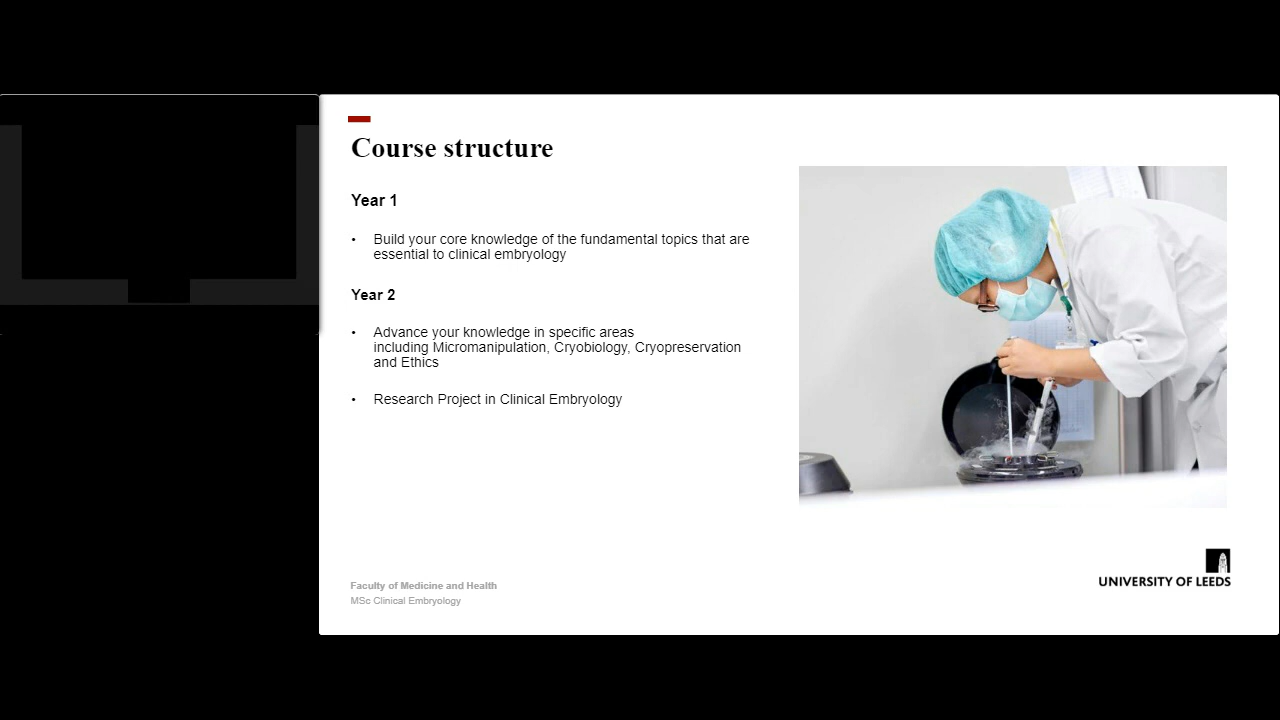 Course structure
Year 1
• Build your core knowledge of the fundamental topics that are
essential to clinical embryology
Year 2
• Advance your knowledge in specific areas
including Micromanipulation, Cryobiology, Cryopreservation
and Ethics
• Research Project in Clinical Embryology
Faculty of Medicine and Health
MSc Clinical Embryology
UNIVERSITY OF LEEDS